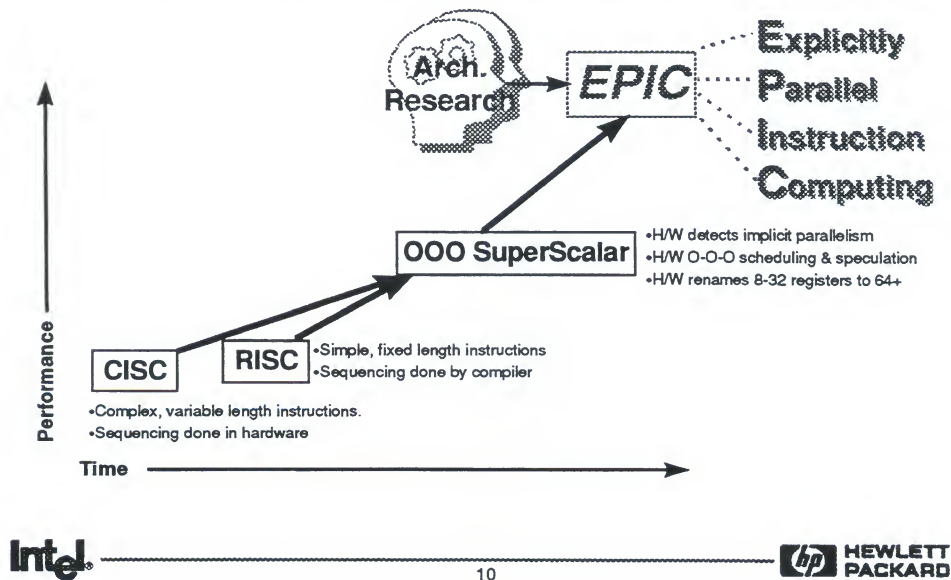 Arch.
Research
EPIC
Explicitly
Parallel
Instruction
Computing
OOO SuperScalar
•H/W detects implicit parallelism
•H/W O-O-O scheduling & speculation
•H/W renames 8-32 registers to 64+
CISC
RISC
•Simple, fixed length instructions
•Sequencing done by compiler
•Complex, variable length instructions.
•Sequencing done in hardware
Performance
Time
Intel®
10
hp HEWLETT
PACKARD